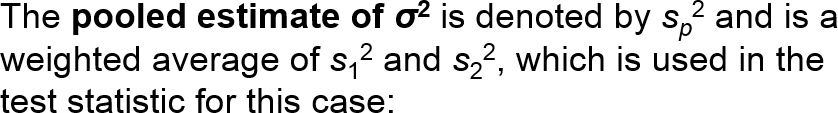 The pooled estimate of σ² is denoted by sₚ² and is a
weighted average of s₁² and s₂², which is used in the
test statistic for this case: